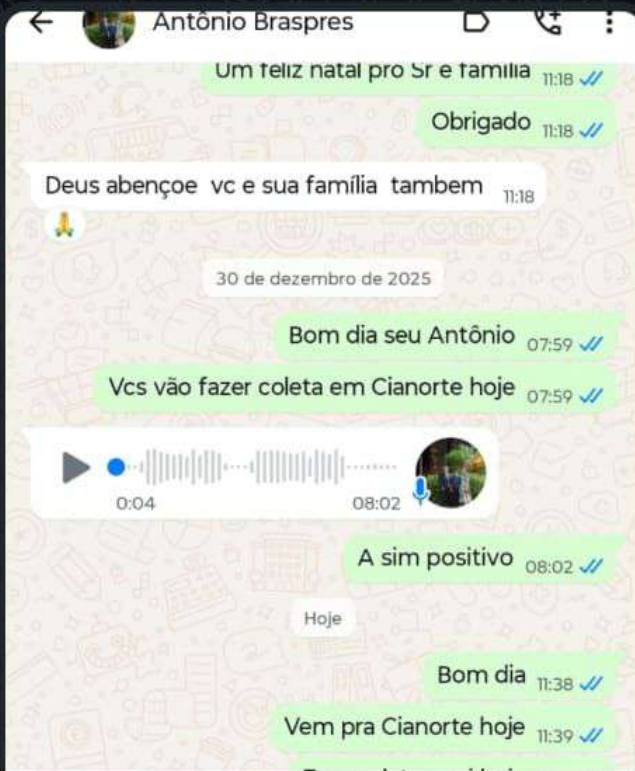 Antônio Braspres
Um feliz natal pro Sr e família 11:18
Obrigado 11:18
Deus abençoe vc e sua família tambem 11:18
30 de dezembro de 2025
Bom dia seu Antônio 07:59
Vcs vão fazer coleta em Cianorte hoje 07:59
0:04 08:02
A sim positivo 08:02
Hoje
Bom dia 11:38
Vem pra Cianorte hoje 11:39